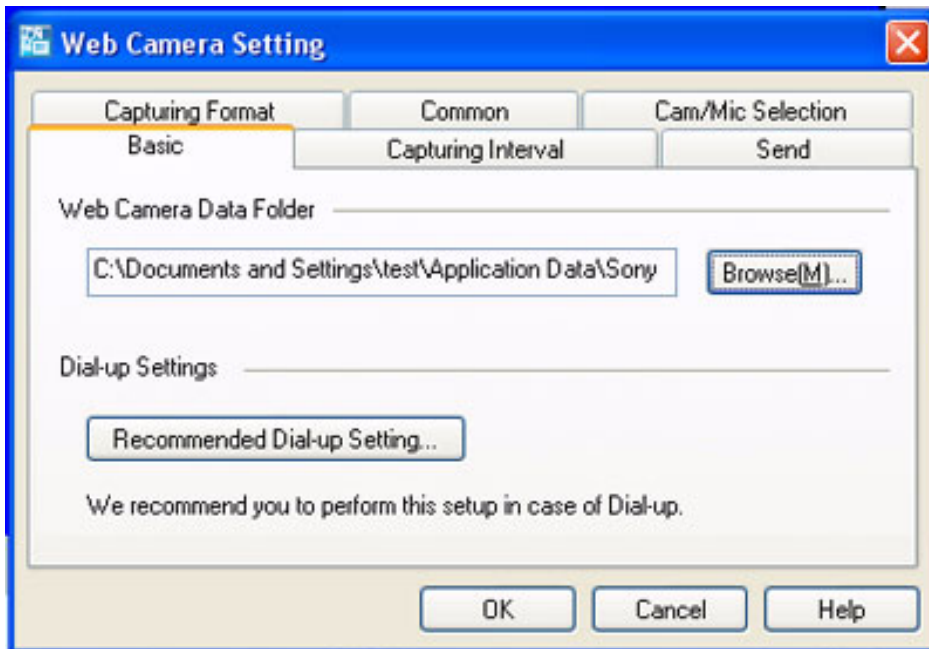 Web Camera Setting
Capturing Format Common Cam/Mic Selection
Basic Capturing Interval Send
Web Camera Data Folder
C:\Documents and Settings\test\Application Data\Sony Browse(M)...
Dial-up Settings
Recommended Dial-up Setting...
We recommend you to perform this setup in case of Dial-up.
OK Cancel Help